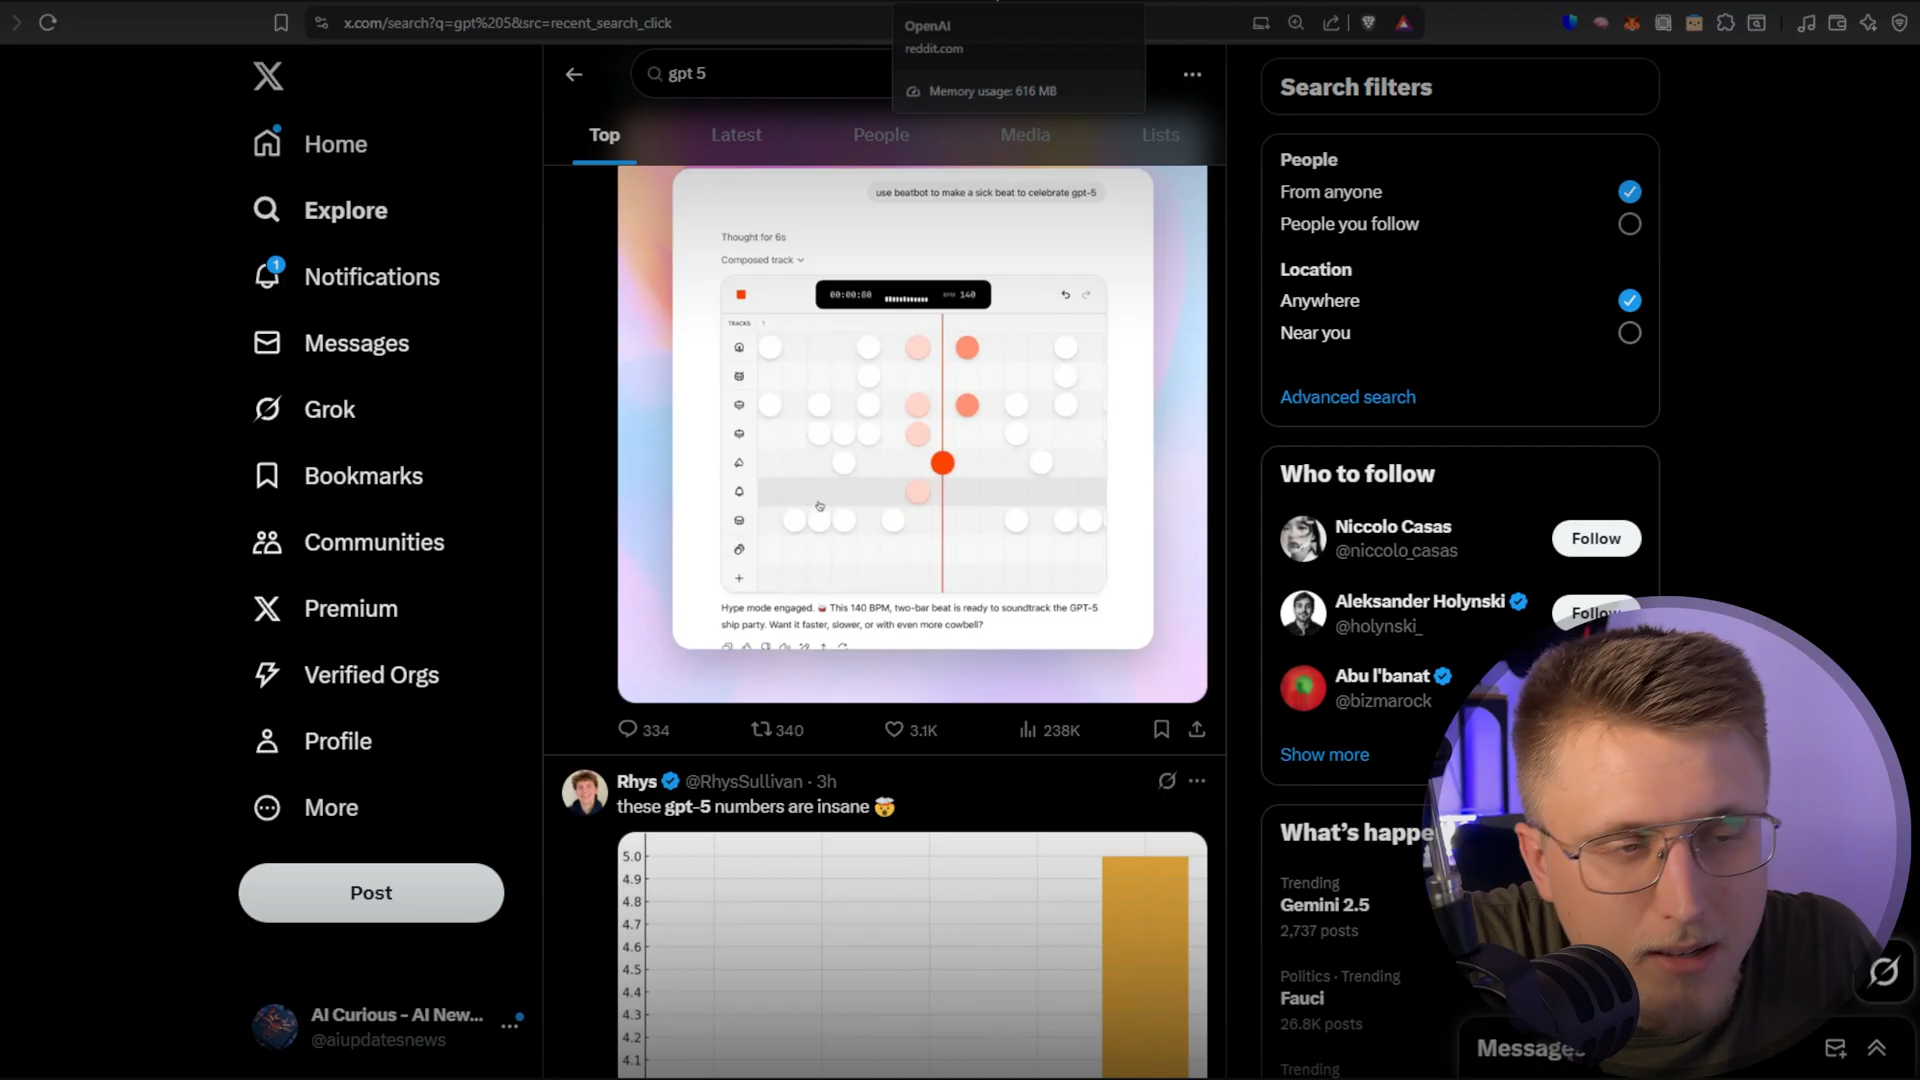 x.com/search?q=gpt%205&src=recent_search_click
OpenAI
reddit.com
Memory usage: 616 MB
Home
Explore
1
Notifications
Messages
Grok
Bookmarks
Communities
Premium
Verified Orgs
Profile
More
Post
AI Curious - AI New...
@aiupdatesnews
gpt 5
Top
Latest
People
Media
Lists
use beatbot to make a sick beat to celebrate gpt-5
Thought for 6s
Composed track
00:00:80
BPM 140
TRACKS
1
Hype mode engaged. 🥁 This 140 BPM, two-bar beat is ready to soundtrack the GPT-5
ship party. Want it faster, slower, or with even more cowbell?
334
340
3.1K
238K
Rhys @RhysSullivan · 3h
these gpt-5 numbers are insane 🤯
5.0
4.9
4.8
4.7
4.6
4.5
4.4
4.3
4.2
4.1
Search filters
People
From anyone
People you follow
Location
Anywhere
Near you
Advanced search
Who to follow
Niccolo Casas
@niccolo_casas
Follow
Aleksander Holynski
@holynski_
Follow
Abu l'banat
@bizmarock
Show more
What's happe
Trending
Gemini 2.5
2,737 posts
Politics · Trending
Fauci
26.8K posts
Trending
Messages